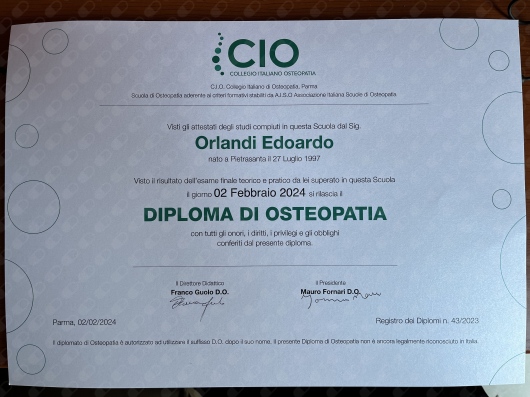 CIO
COLLEGIO ITALIANO OSTEOPATIA
C.I.O. Collegio Italiano di Osteopatia, Parma
Scuola di Osteopatia aderente ai criteri formativi stabiliti da A.I.S.O Associazione Italiana Scuole di Osteopatia
Visti gli attestati degli studi compiuti in questa Scuola dal Sig.
Orlandi Edoardo
nato a Pietrasanta il 27 Luglio 1997
Visto il risultato dell'esame finale teorico e pratico da lei superato in questa Scuola
il giorno 02 Febbraio 2024 si rilascia il
DIPLOMA DI OSTEOPATIA
con tutti gli onori, i diritti, i privilegi e gli obblighi
conferiti dal presente diploma.
Il Direttore Didattico
Franco Guolo D.O.
Il Presidente
Mauro Fornari D.O.
Parma, 02/02/2024
Registro dei Diplomi n. 43/2023
Il diplomato di Osteopatia è autorizzato ad utilizzare il suffisso D.O. dopo il suo nome. Il presente Diploma di Osteopatia non è ancora legalmente riconosciuto in Italia.